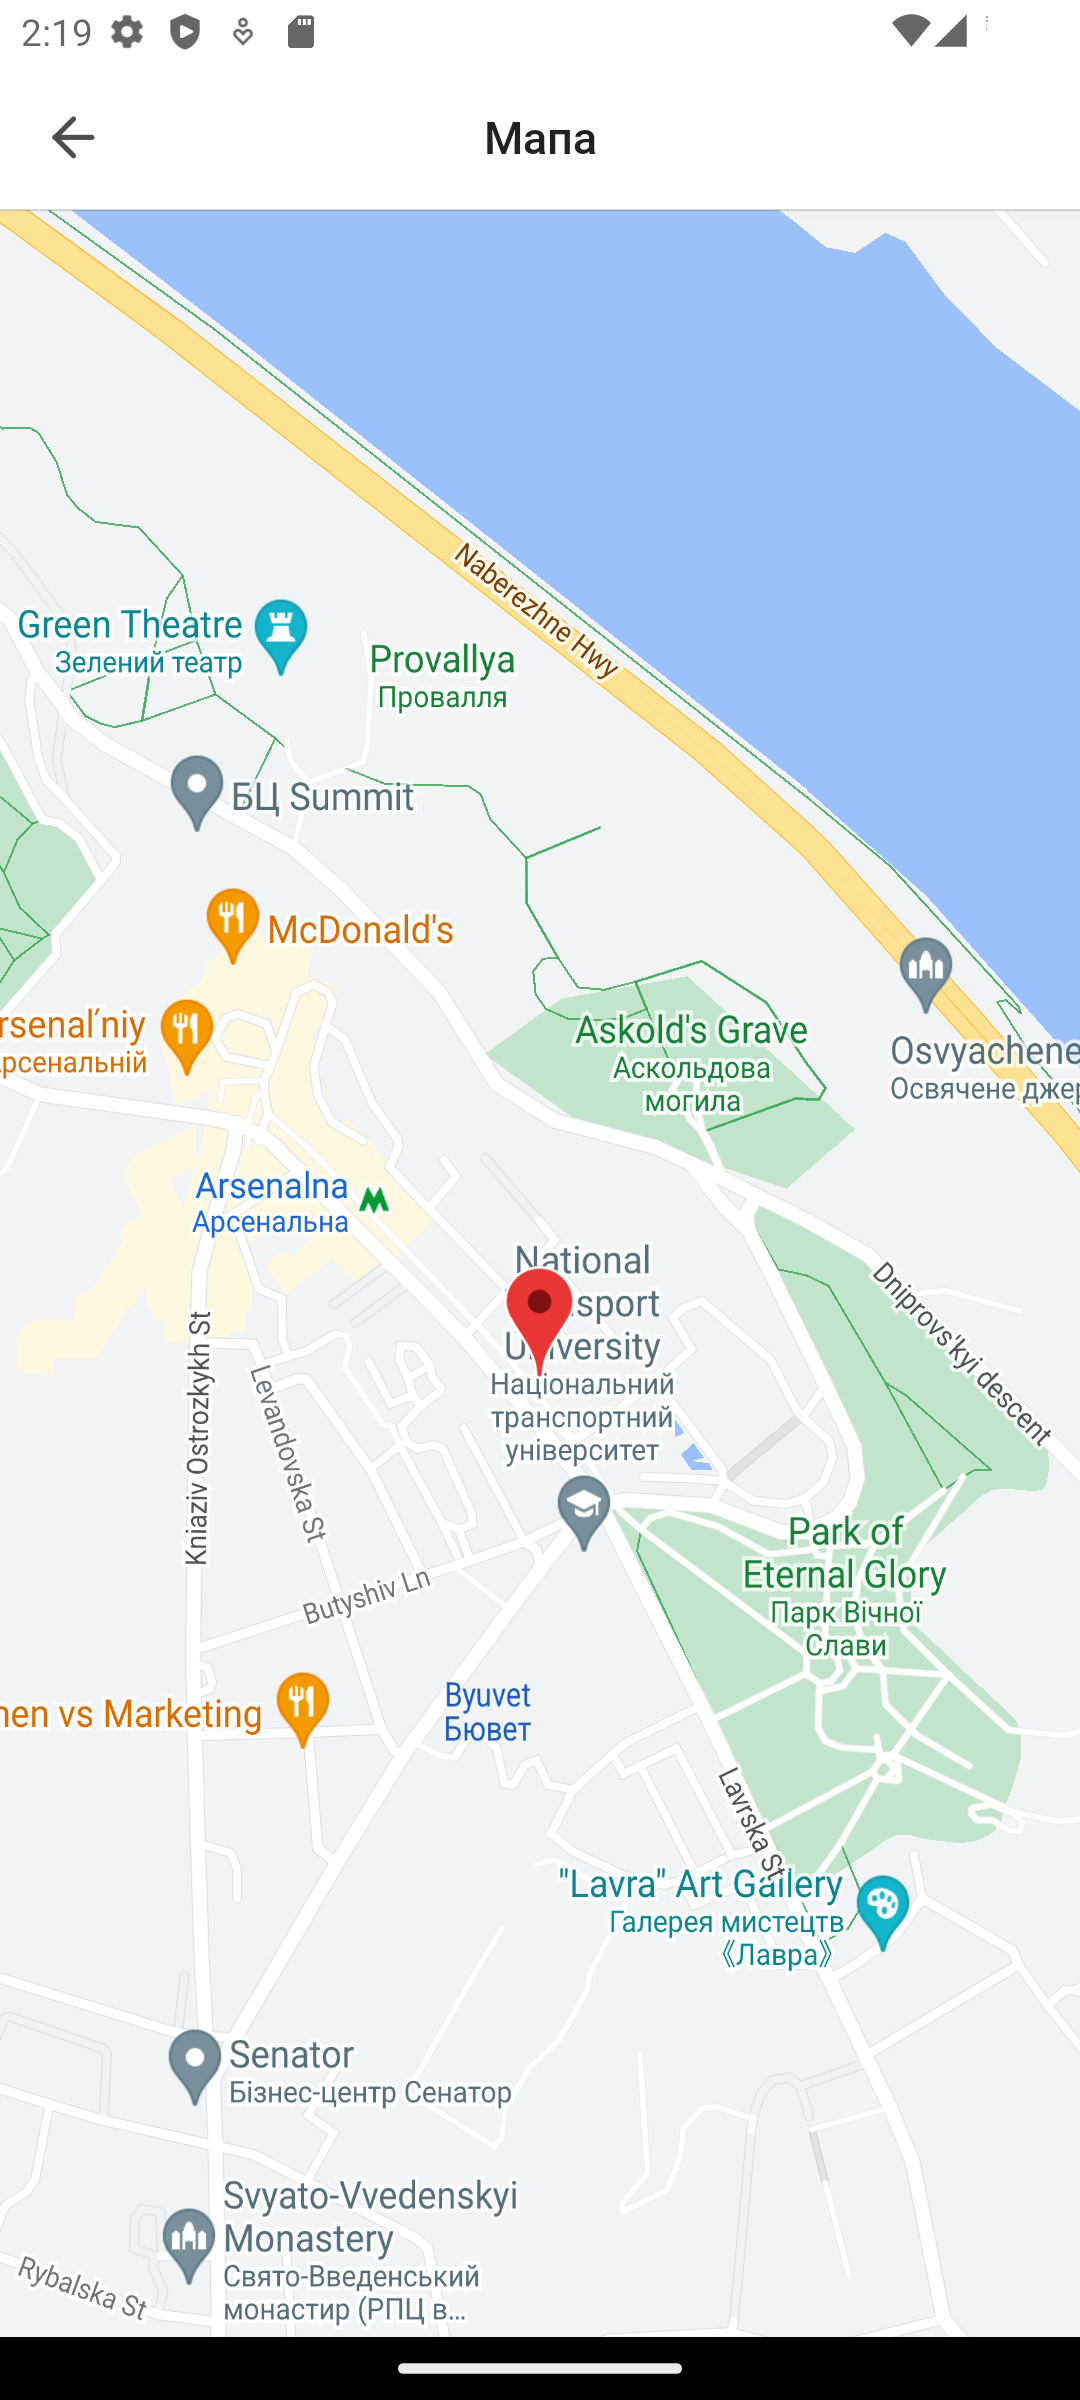 2:19
Мапа
Naberezhne Hwy
Green Theatre
Зелений театр
Provallya
Провалля
БЦ Summit
McDonald's
rsenalʹniy
рсенальній
Askold's Grave
Аскольдова
могила
Osvyachene
Освячене джер
Arsenalna
Арсенальна
National
sport
University
Національний
транспортний
університет
Dniprovs'kyi descent
Kniaziv Ostrozkykh St
Levandovska St
Butyshiv Ln
Park of
Eternal Glory
Парк Вічної
Слави
hen vs Marketing
Byuvet
Бювет
Lavrska St
"Lavra" Art Gallery
Галерея мистецтв
《Лавра》
Senator
Бізнес-центр Сенатор
Svyato-Vvedenskyi
Monastery
Свято-Введенський
монастир (РПЦ в...
Rybalska St